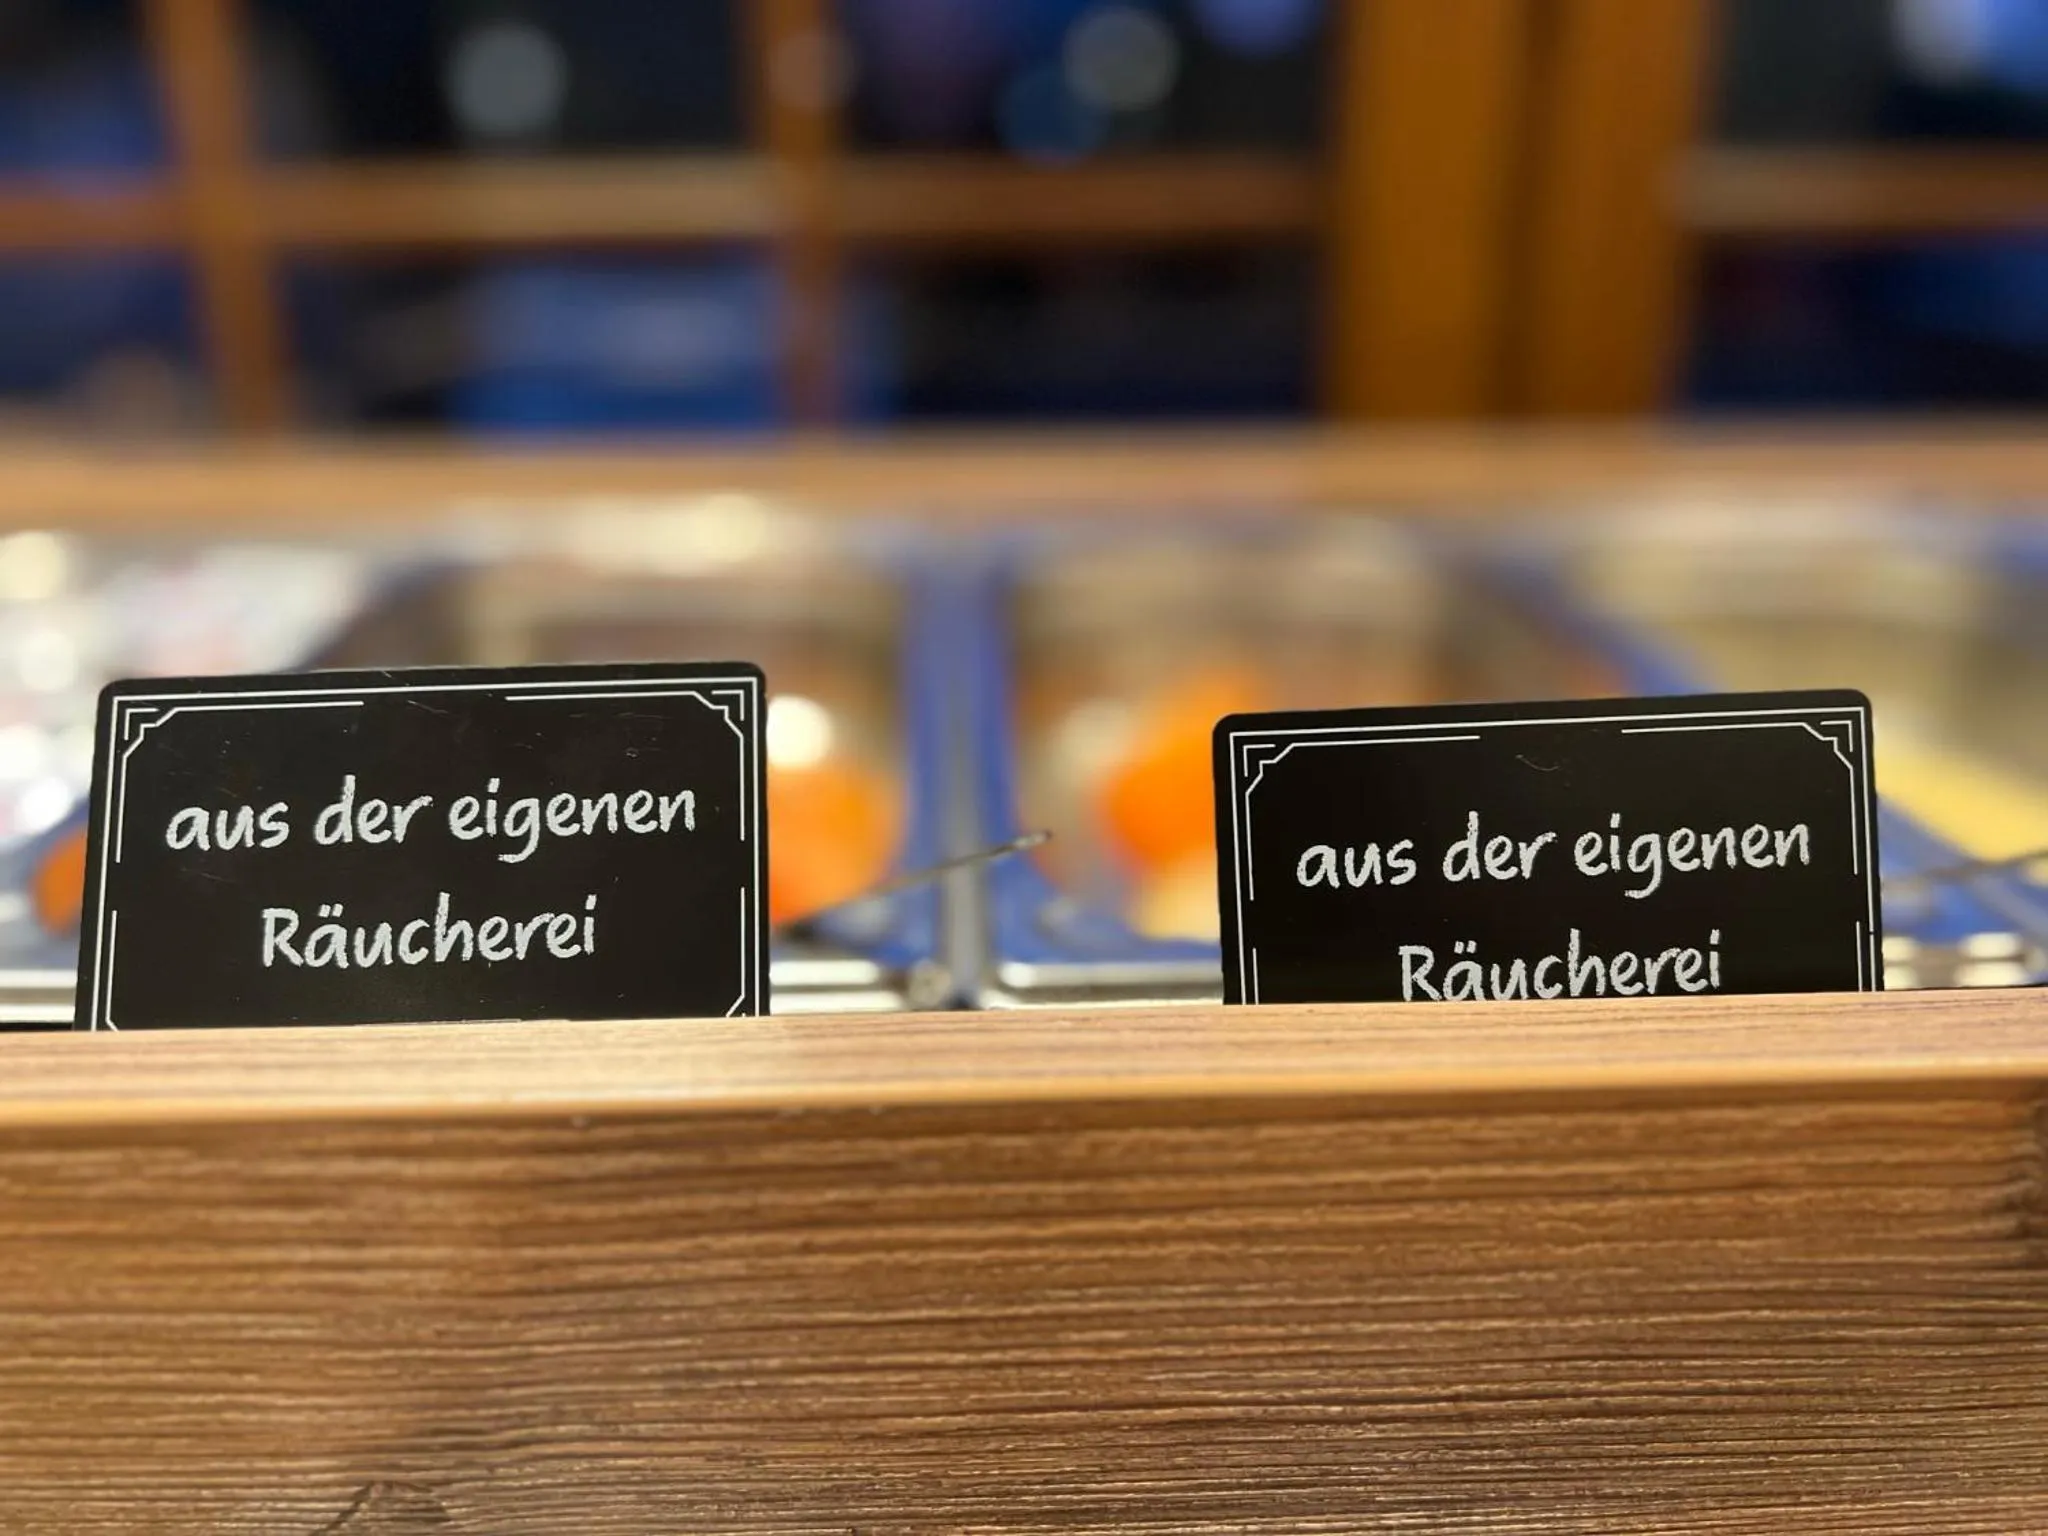 aus der eigenen
Räucherei
aus der eigenen
Räucherei